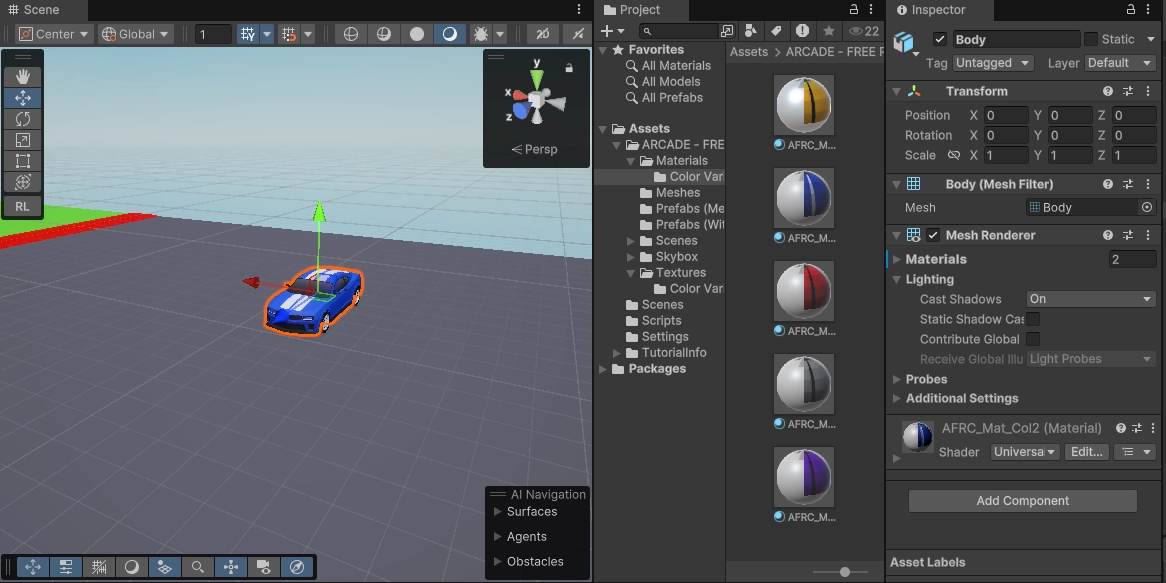 Scene
Center
Global
1
2D
y
x
z
< Persp
RL
AI Navigation
Surfaces
Agents
Obstacles
Project
22
Favorites
All Materials
All Models
All Prefabs
Assets
ARCADE - FRE
Materials
Color Var
Meshes
Prefabs (Me
Prefabs (Wit
Scenes
Skybox
Textures
Color Var
Scenes
Scripts
Settings
TutorialInfo
Packages
Assets > ARCADE - FREE R
AFRC_M...
AFRC_M...
AFRC_M...
AFRC_M...
AFRC_M...
Inspector
Body
Static
Tag Untagged Layer Default
Transform
Position X 0 Y 0 Z 0
Rotation X 0 Y 0 Z 0
Scale X 1 Y 1 Z 1
Body (Mesh Filter)
Mesh Body
Mesh Renderer
Materials 2
Lighting
Cast Shadows On
Static Shadow Cas
Contribute Global
Receive Global Illu Light Probes
Probes
Additional Settings
AFRC_Mat_Col2 (Material)
Shader Universa Edit...
Add Component
Asset Labels